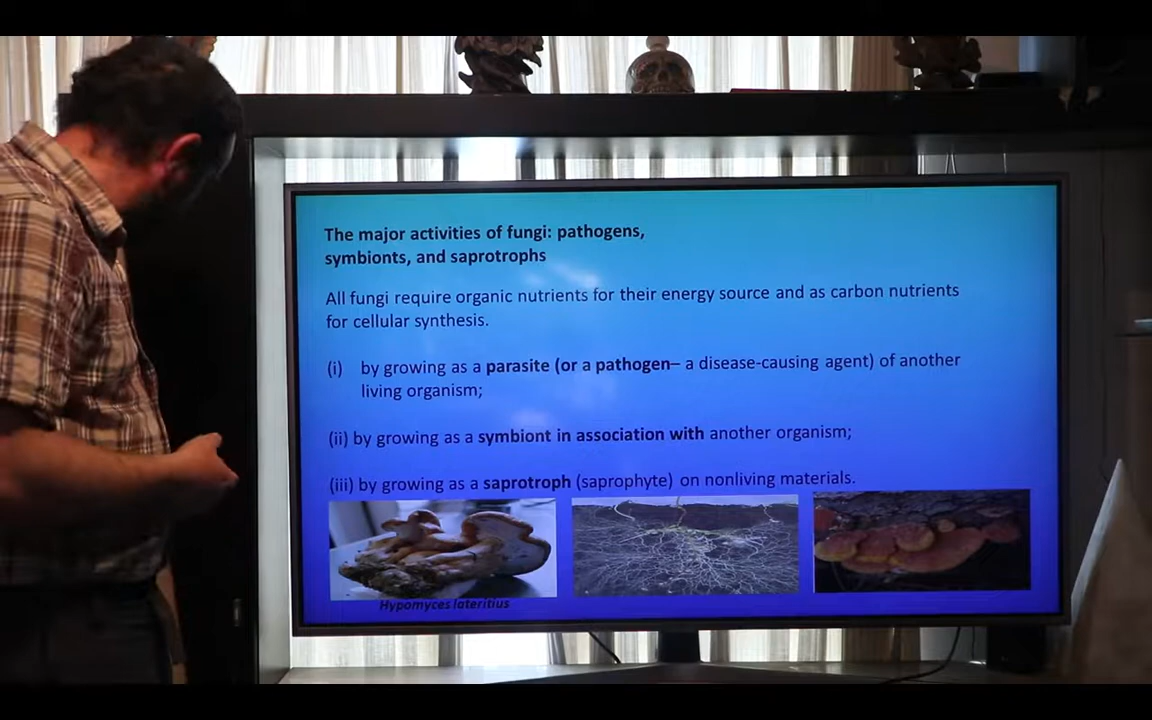 The major activities of fungi: pathogens,
symbionts, and saprotrophs
All fungi require organic nutrients for their energy source and as carbon nutrients
for cellular synthesis.
(i) by growing as a parasite (or a pathogen– a disease-causing agent) of another
living organism;
(ii) by growing as a symbiont in association with another organism;
(iii) by growing as a saprotroph (saprophyte) on nonliving materials.
Hypomyces lateritius